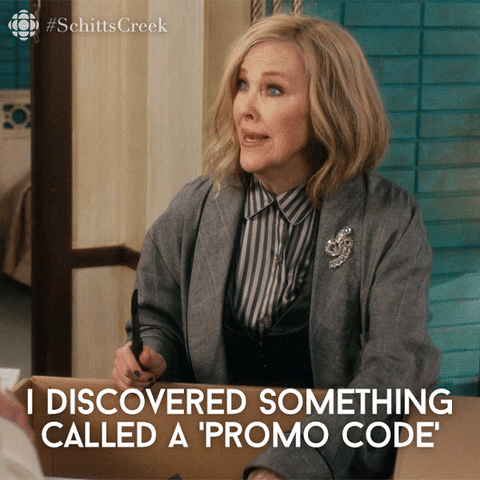 #SchittsCreek
I DISCOVERED SOMETHING
CALLED A 'PROMO CODE'